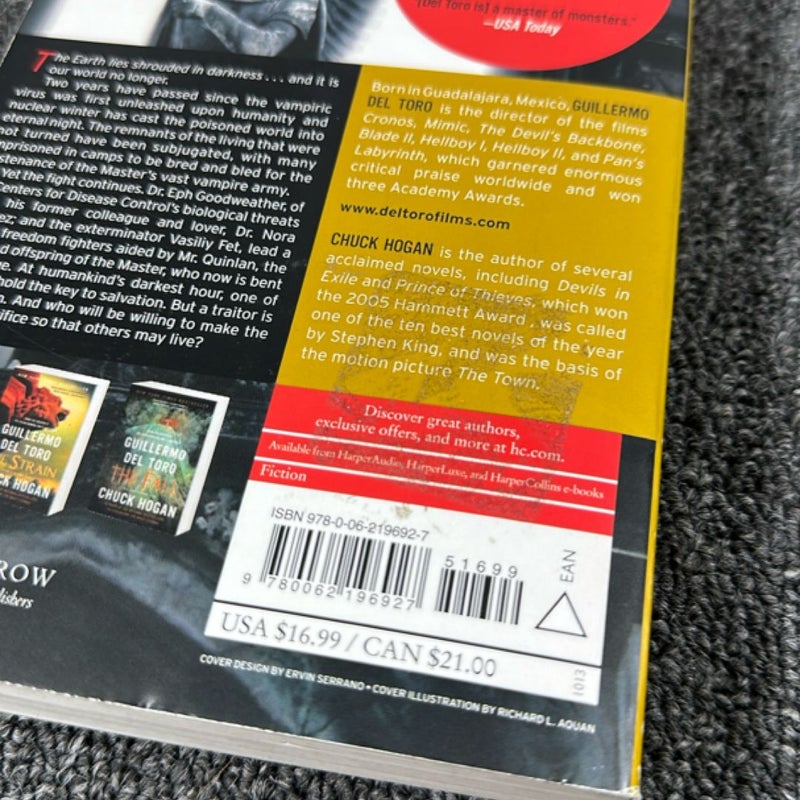 "[Del Toro is] a master of monsters."
—USA Today
The Earth lies shrouded in darkness . . . and it is
our world no longer.
Two years have passed since the vampiric
virus was first unleashed upon humanity and
nuclear winter has cast the poisoned world into
eternal night. The remnants of the living that were
not turned have been subjugated, with many
mprisoned in camps to be bred and bled for the
stenance of the Master's vast vampire army.
Yet the fight continues. Dr. Eph Goodweather, of
Centers for Disease Control's biological threats
his former colleague and lover, Dr. Nora
ez; and the exterminator Vasiliy Fet, lead a
freedom fighters aided by Mr. Quinlan, the
d offspring of the Master, who now is bent
e. At humankind's darkest hour, one of
hold the key to salvation. But a traitor is
n. And who will be willing to make the
ifice so that others may live?
Born in Guadalajara, Mexico, GUILLERMO
DEL TORO is the director of the films
Cronos, Mimic, The Devil's Backbone,
Blade II, Hellboy I, Hellboy II, and Pan's
Labyrinth, which garnered enormous
critical praise worldwide and won
three Academy Awards.
www.deltorofilms.com
CHUCK HOGAN is the author of several
acclaimed novels, including Devils in
Exile and Prince of Thieves, which won
the 2005 Hammett Award , was called
one of the ten best novels of the year
by Stephen King, and was the basis of
the motion picture The Town.
GUILLERMO
DEL TORO
STRAIN
CK HOGAN
GUILLERMO
DEL TORO
THE FALL
CHUCK HOGAN
Discover great authors,
exclusive offers, and more at hc.com.
Available from HarperAudio, HarperLuxe, and HarperCollins e-books
Fiction
ISBN 978-0-06-219692-7
51699
9 780062 196927
EAN
USA $16.99 / CAN $21.00
1013
ROW
lishers
COVER DESIGN BY ERVIN SERRANO • COVER ILLUSTRATION BY RICHARD L. AQUAN